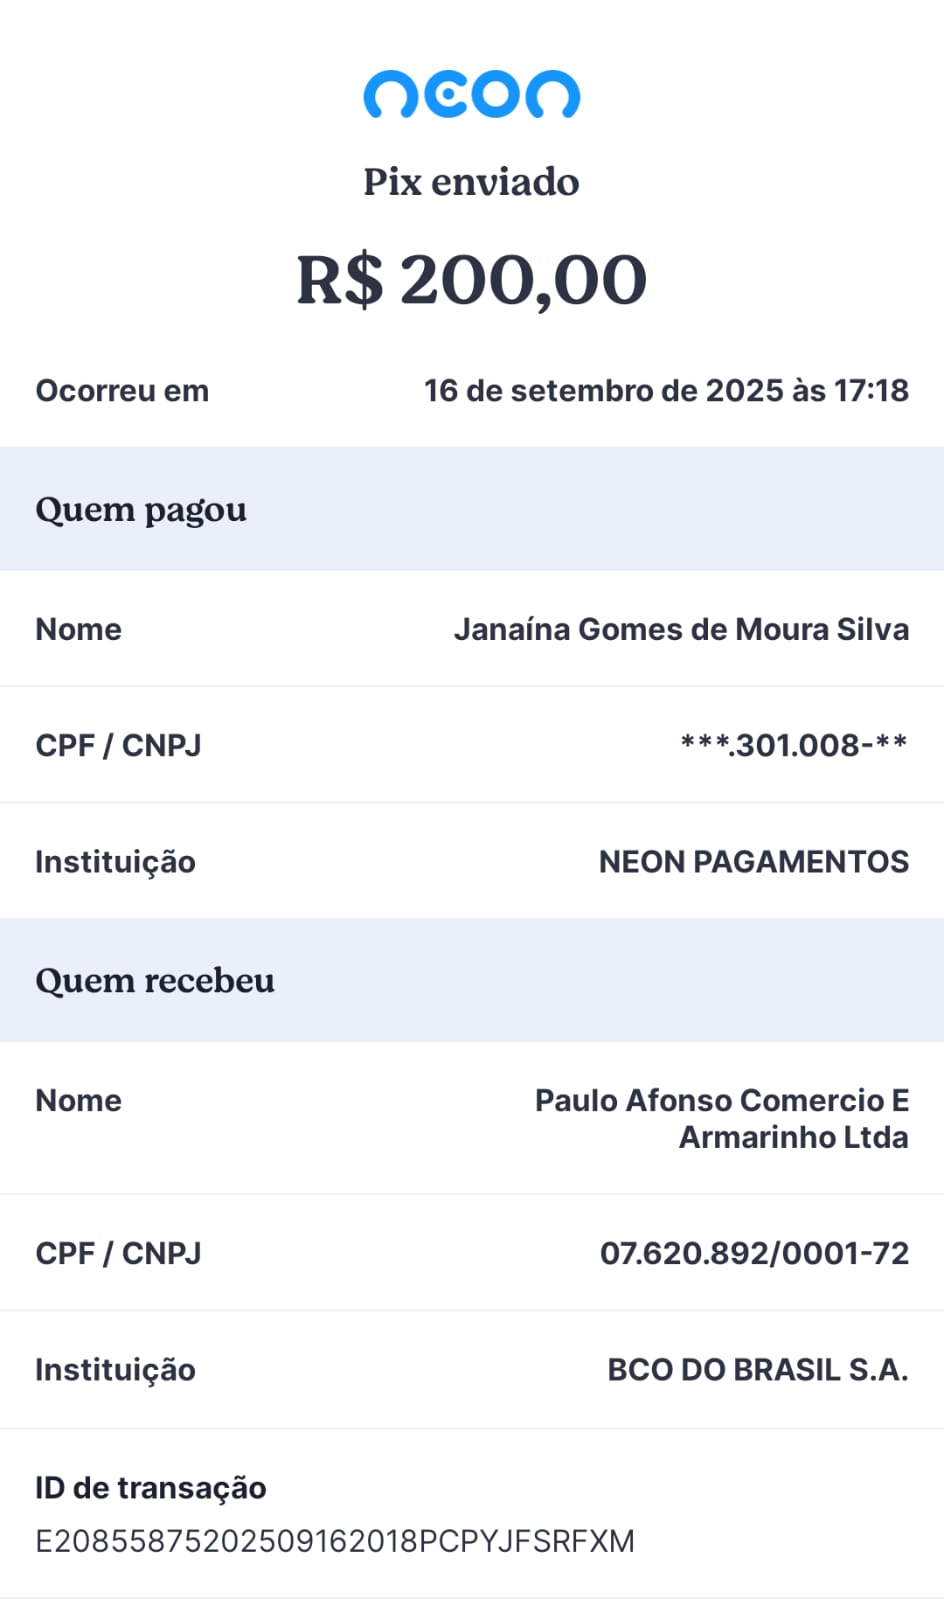 neon
Pix enviado
R$ 200,00
Ocorreu em 16 de setembro de 2025 às 17:18
Quem pagou
Nome Janaína Gomes de Moura Silva
CPF / CNPJ ***.301.008-**
Instituição NEON PAGAMENTOS
Quem recebeu
Nome Paulo Afonso Comercio E
Armarinho Ltda
CPF / CNPJ 07.620.892/0001-72
Instituição BCO DO BRASIL S.A.
ID de transação
E20855875202509162018PCPYJFSRFXM